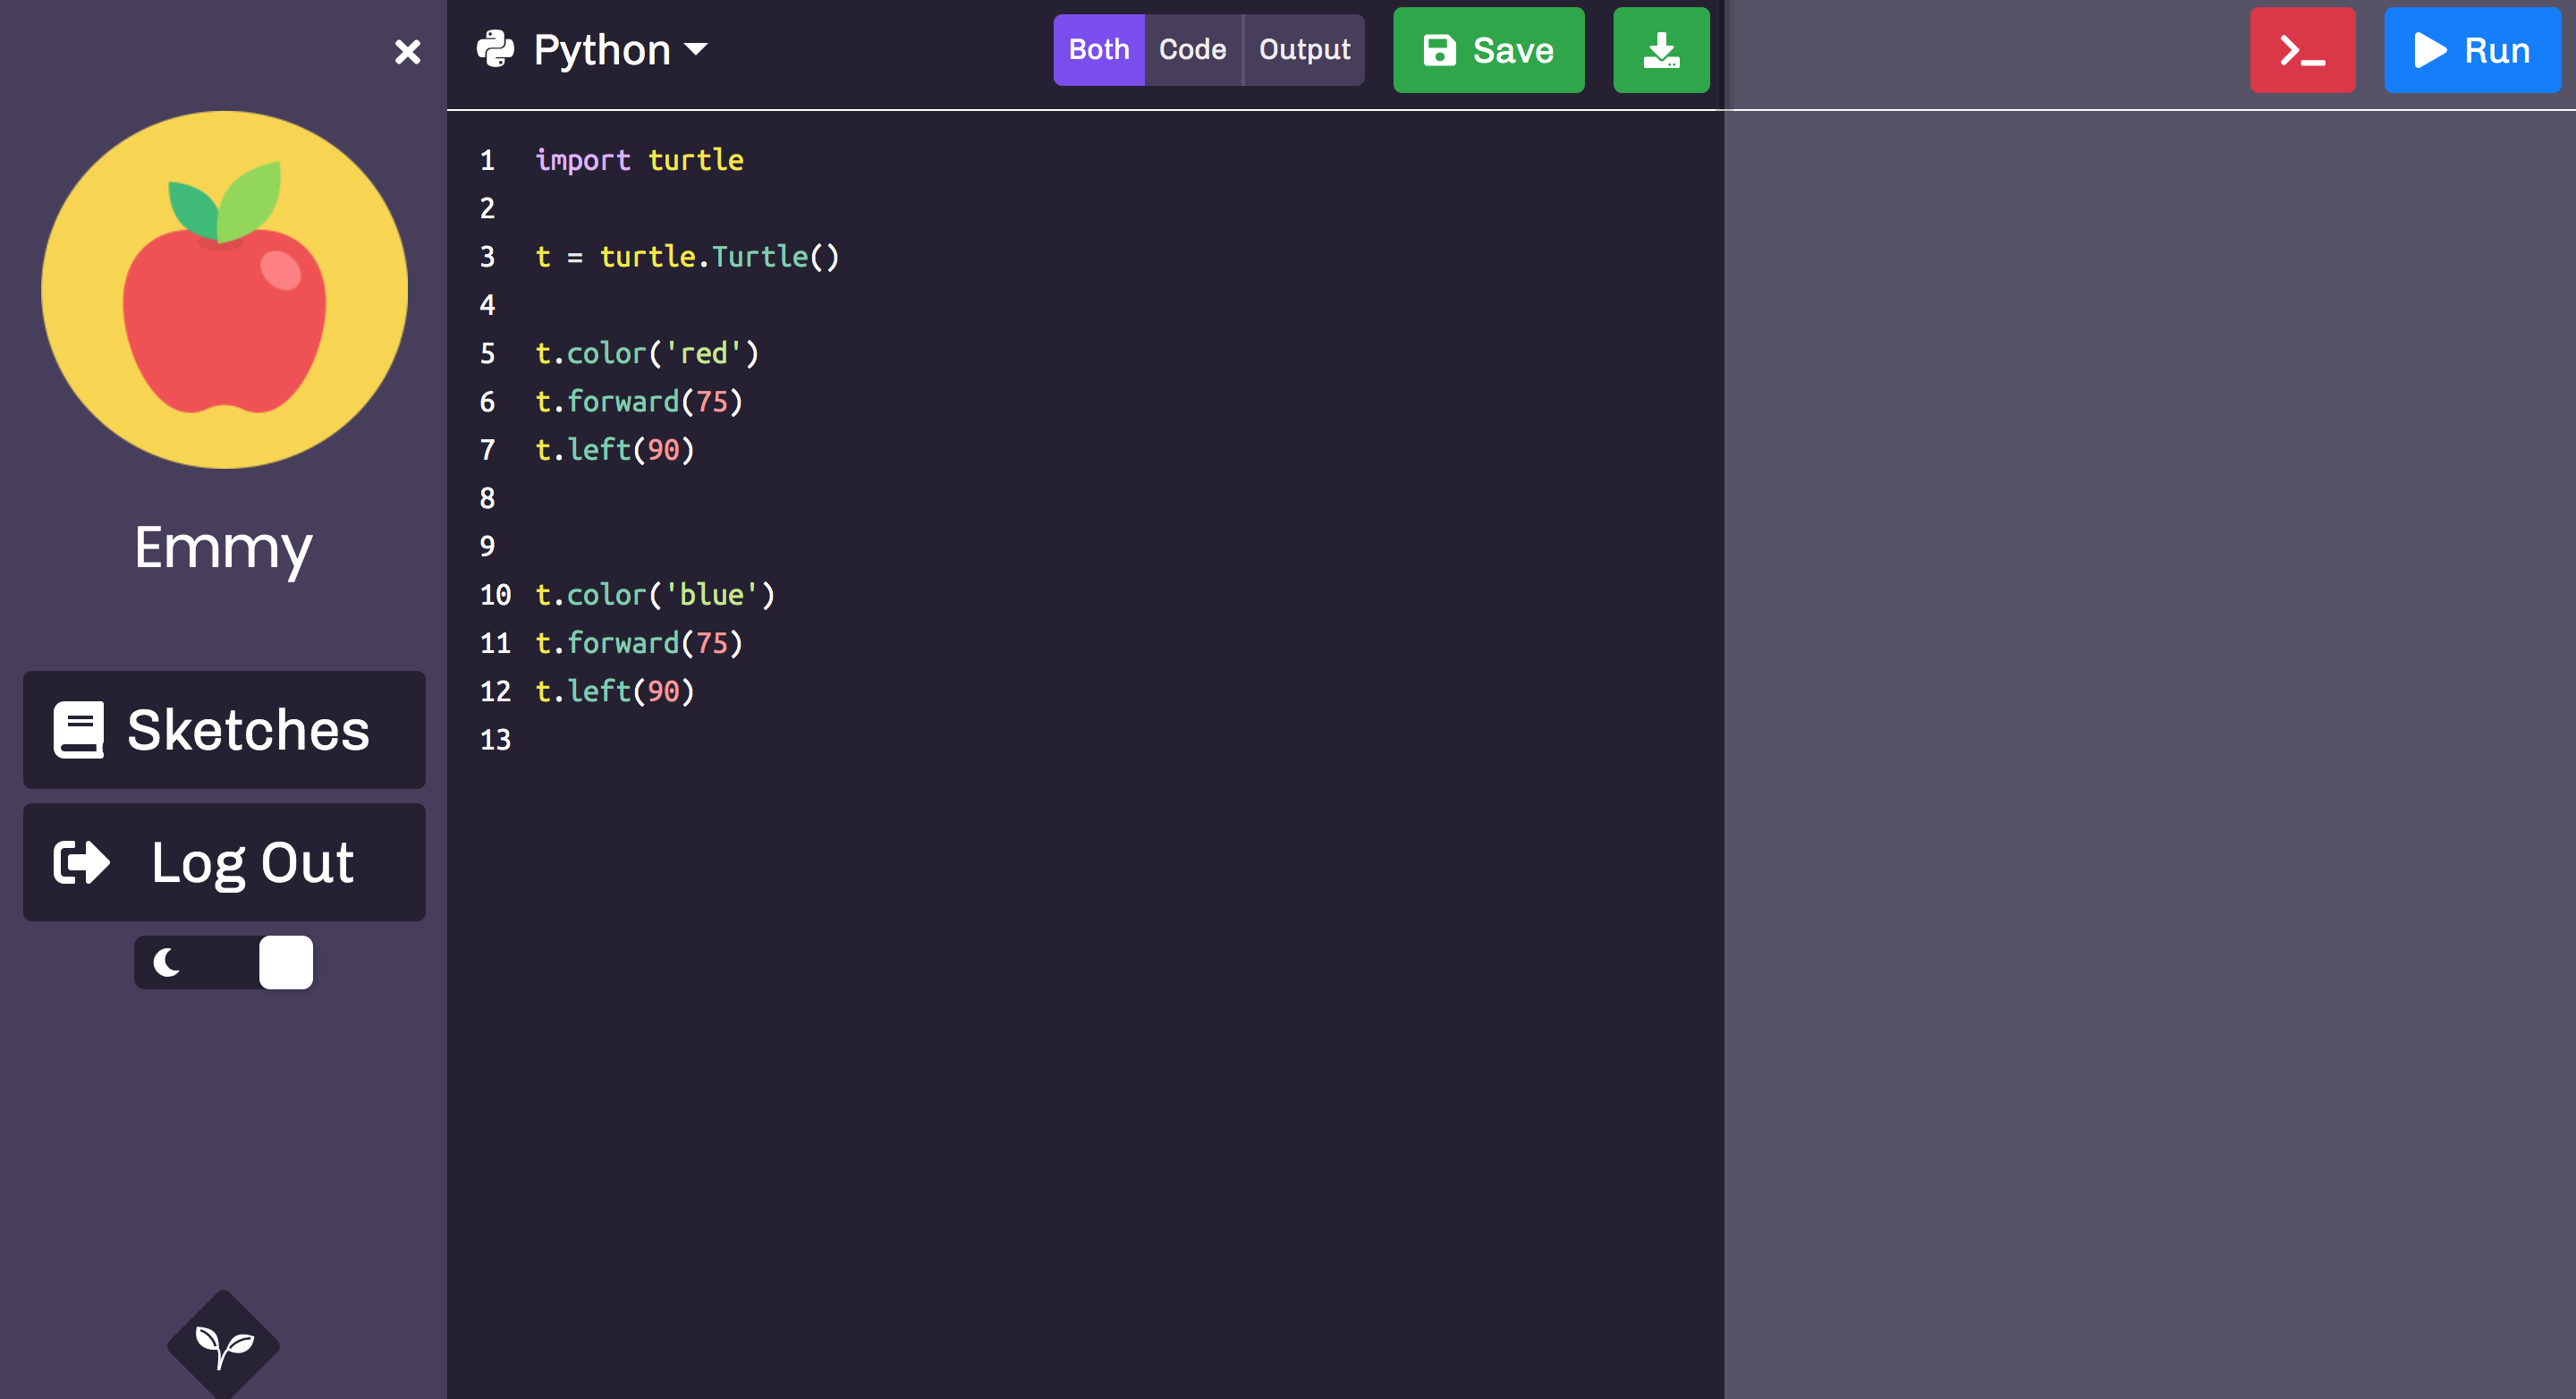 Python
Both Code Output
Save
Run
Emmy
Sketches
Log Out
1 import turtle
2
3 t = turtle.Turtle()
4
5 t.color('red')
6 t.forward(75)
7 t.left(90)
8
9
10 t.color('blue')
11 t.forward(75)
12 t.left(90)
13